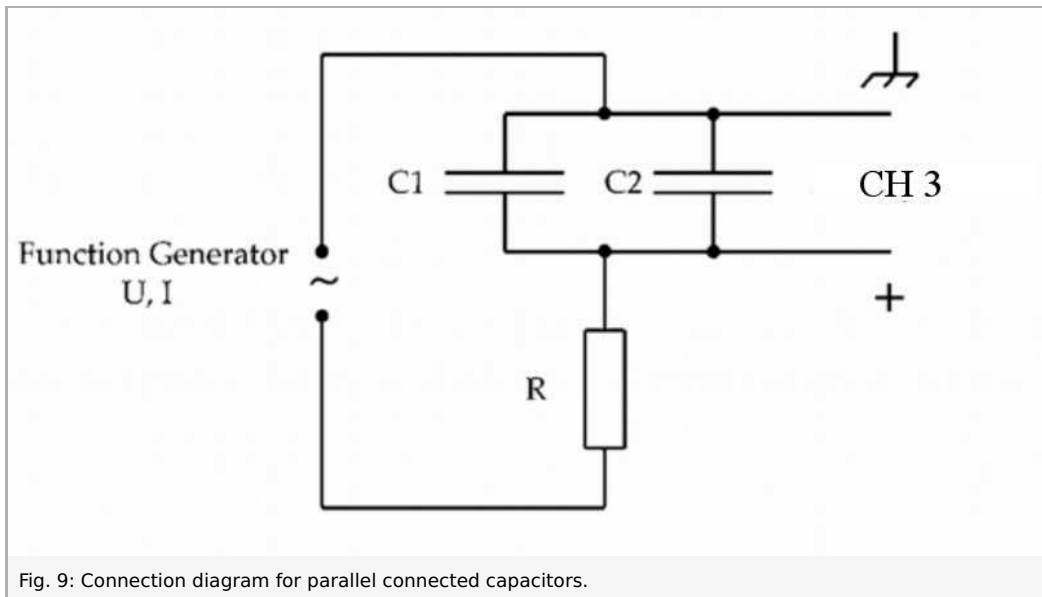 C1
C2
CH 3
Function Generator
U, I
~
+
R
Fig. 9: Connection diagram for parallel connected capacitors.